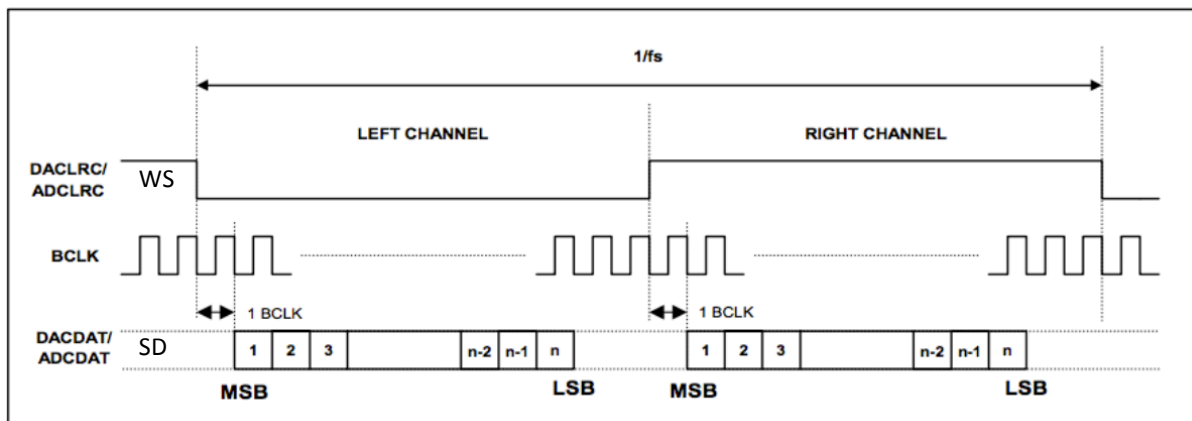 1/fs
LEFT CHANNEL RIGHT CHANNEL
DACLRC/
ADCLRC
WS
BCLK
1 BCLK 1 BCLK
DACDAT/
ADCDAT
SD
1 2 3 n-2 n-1 n 1 2 3 n-2 n-1 n
MSB LSB MSB LSB